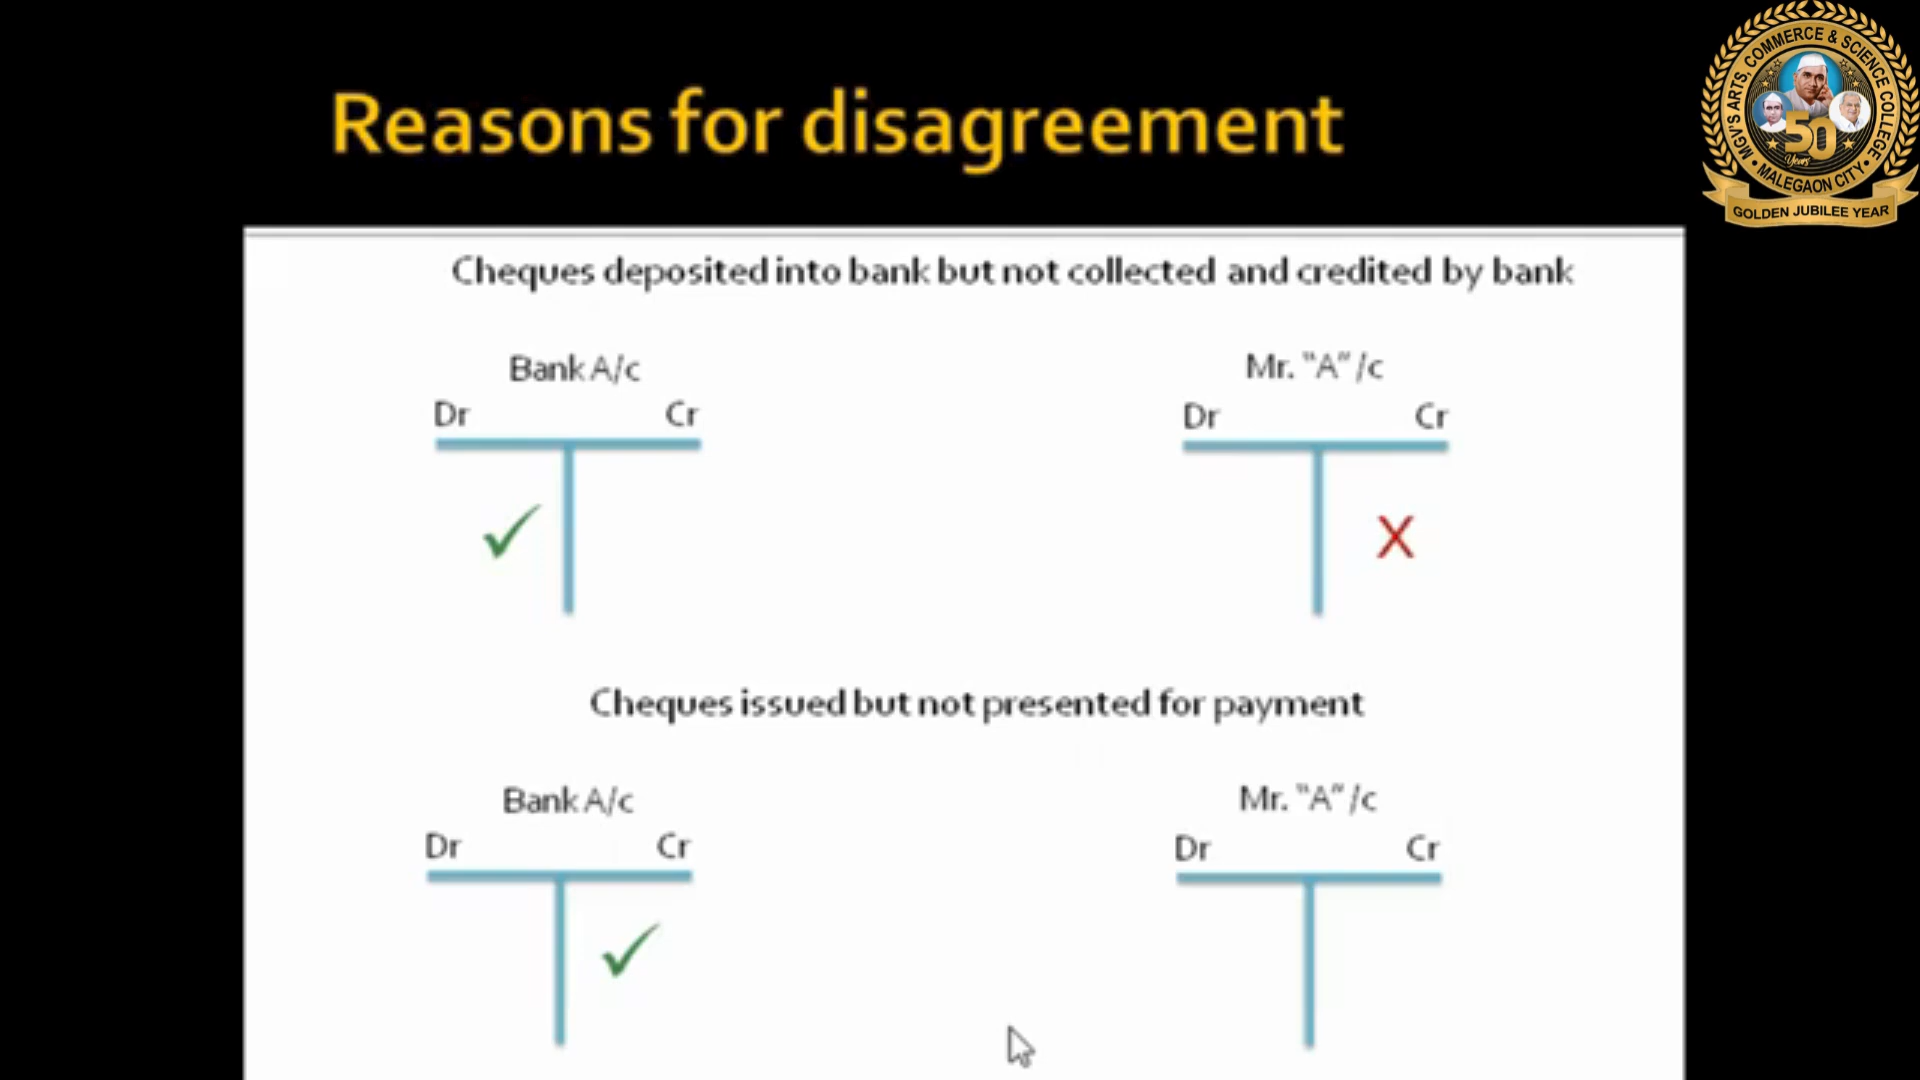 Reasons for disagreement
MGV'S ARTS, COMMERCE & SCIENCE COLLEGE
50
Years
• MALEGAON CITY •
GOLDEN JUBILEE YEAR
Cheques deposited into bank but not collected and credited by bank
Bank A/c
Mr. "A" /c
Dr Cr
Dr Cr
X
Cheques issued but not presented for payment
Bank A/c
Mr. "A" /c
Dr Cr
Dr Cr